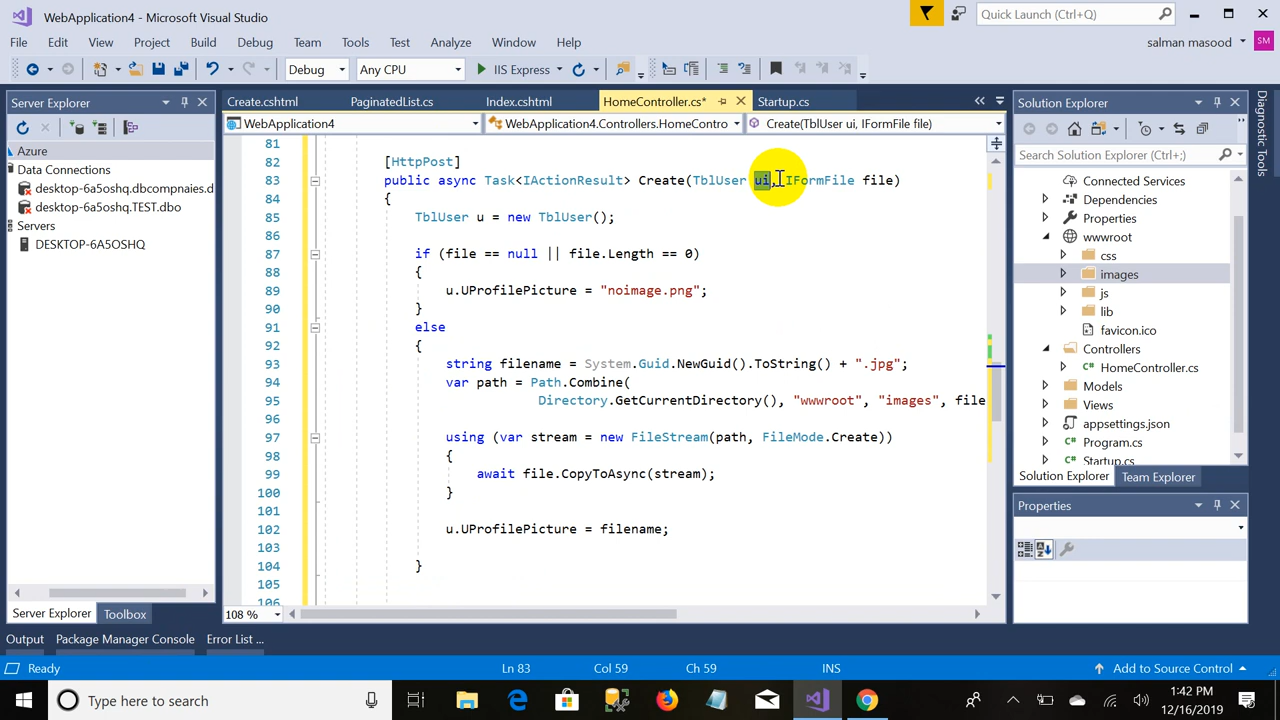 WebApplication4 - Microsoft Visual Studio
Quick Launch (Ctrl+Q)
File Edit View Project Build Debug Team Tools Test Analyze Window Help
salman masood
SM
Debug
Any CPU
IIS Express
Server Explorer
Azure
Data Connections
desktop-6a5oshq.dbcompnaies.d
desktop-6a5oshq.TEST.dbo
Servers
DESKTOP-6A5OSHQ
Server Explorer
Toolbox
Create.cshtml
PaginatedList.cs
Index.cshtml
HomeController.cs*
Startup.cs
WebApplication4
WebApplication4.Controllers.HomeContro
Create(TblUser ui, IFormFile file)
81
82 [HttpPost]
83 public async Task<IActionResult> Create(TblUser ui, IFormFile file)
84 {
85 TblUser u = new TblUser();
86
87 if (file == null || file.Length == 0)
88 {
89 u.UProfilePicture = "noimage.png";
90 }
91 else
92 {
93 string filename = System.Guid.NewGuid().ToString() + ".jpg";
94 var path = Path.Combine(
95 Directory.GetCurrentDirectory(), "wwwroot", "images", file
96
97 using (var stream = new FileStream(path, FileMode.Create))
98 {
99 await file.CopyToAsync(stream);
100 }
101
102 u.UProfilePicture = filename;
103
104 }
105
106
108 %
Solution Explorer
Search Solution Explorer (Ctrl+;)
Connected Services
Dependencies
Properties
wwwroot
css
images
js
lib
favicon.ico
Controllers
HomeController.cs
Models
Views
appsettings.json
Program.cs
Startup.cs
Solution Explorer
Team Explorer
Properties
Diagnostic Tools
Output
Package Manager Console
Error List ...
Ready
Ln 83
Col 59
Ch 59
INS
Add to Source Control
Type here to search
1:42 PM
12/16/2019